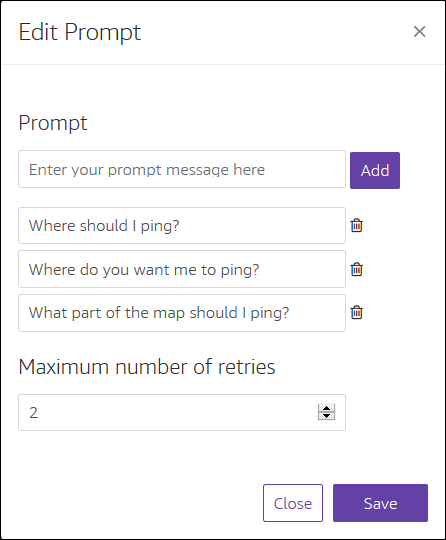 Edit Prompt
×
Prompt
Enter your prompt message here
Add
Where should I ping?
Where do you want me to ping?
What part of the map should I ping?
Maximum number of retries
2
Close
Save